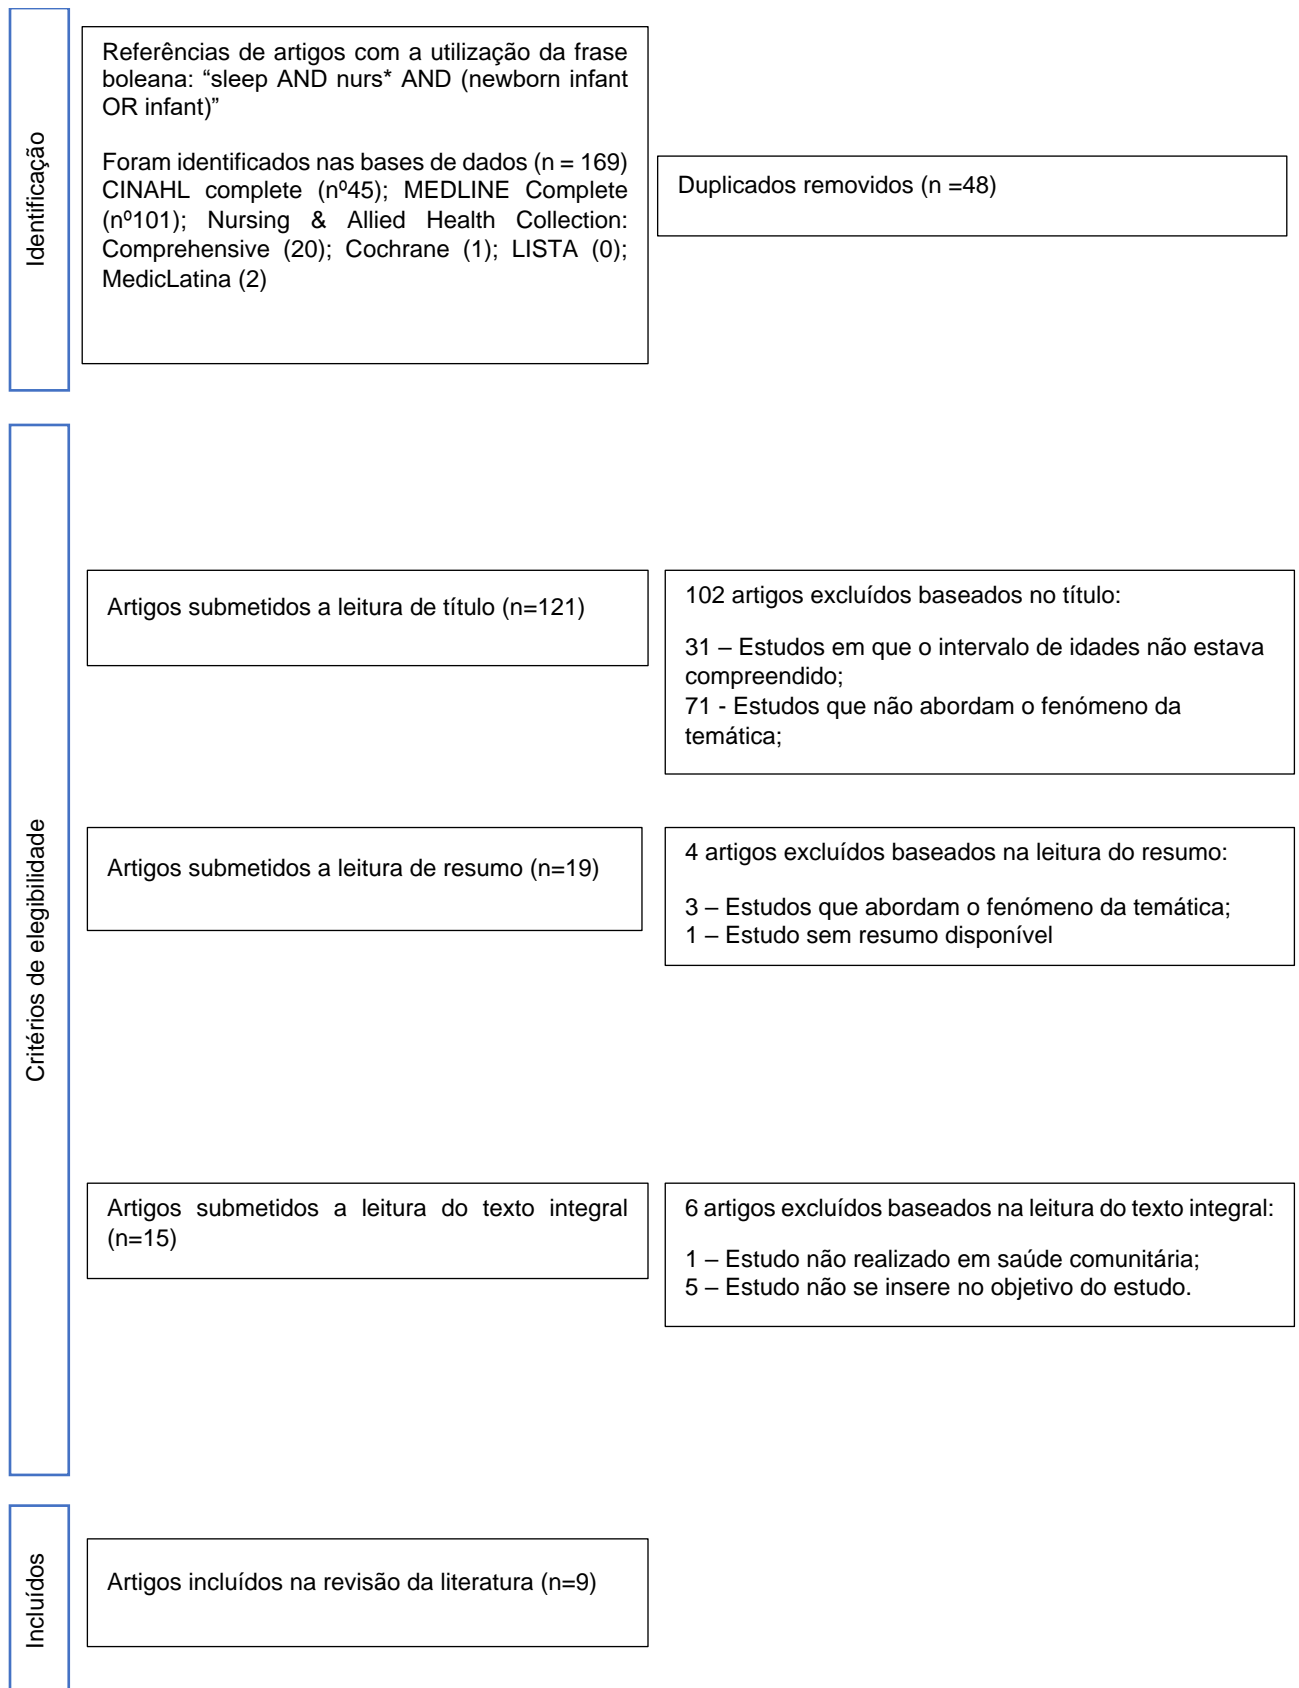 Identificação
Referências de artigos com a utilização da frase
boleana: “sleep AND nurs* AND (newborn infant
OR infant)”
Foram identificados nas bases de dados (n = 169)
CINAHL complete (nº45); MEDLINE Complete
(nº101); Nursing & Allied Health Collection:
Comprehensive (20); Cochrane (1); LISTA (0);
MedicLatina (2)
Duplicados removidos (n =48)
Critérios de elegibilidade
Artigos submetidos a leitura de título (n=121)
102 artigos excluídos baseados no título:
31 – Estudos em que o intervalo de idades não estava
compreendido;
71 - Estudos que não abordam o fenómeno da
temática;
Artigos submetidos a leitura de resumo (n=19)
4 artigos excluídos baseados na leitura do resumo:
3 – Estudos que abordam o fenómeno da temática;
1 – Estudo sem resumo disponível
Artigos submetidos a leitura do texto integral
(n=15)
6 artigos excluídos baseados na leitura do texto integral:
1 – Estudo não realizado em saúde comunitária;
5 – Estudo não se insere no objetivo do estudo.
Incluídos
Artigos incluídos na revisão da literatura (n=9)